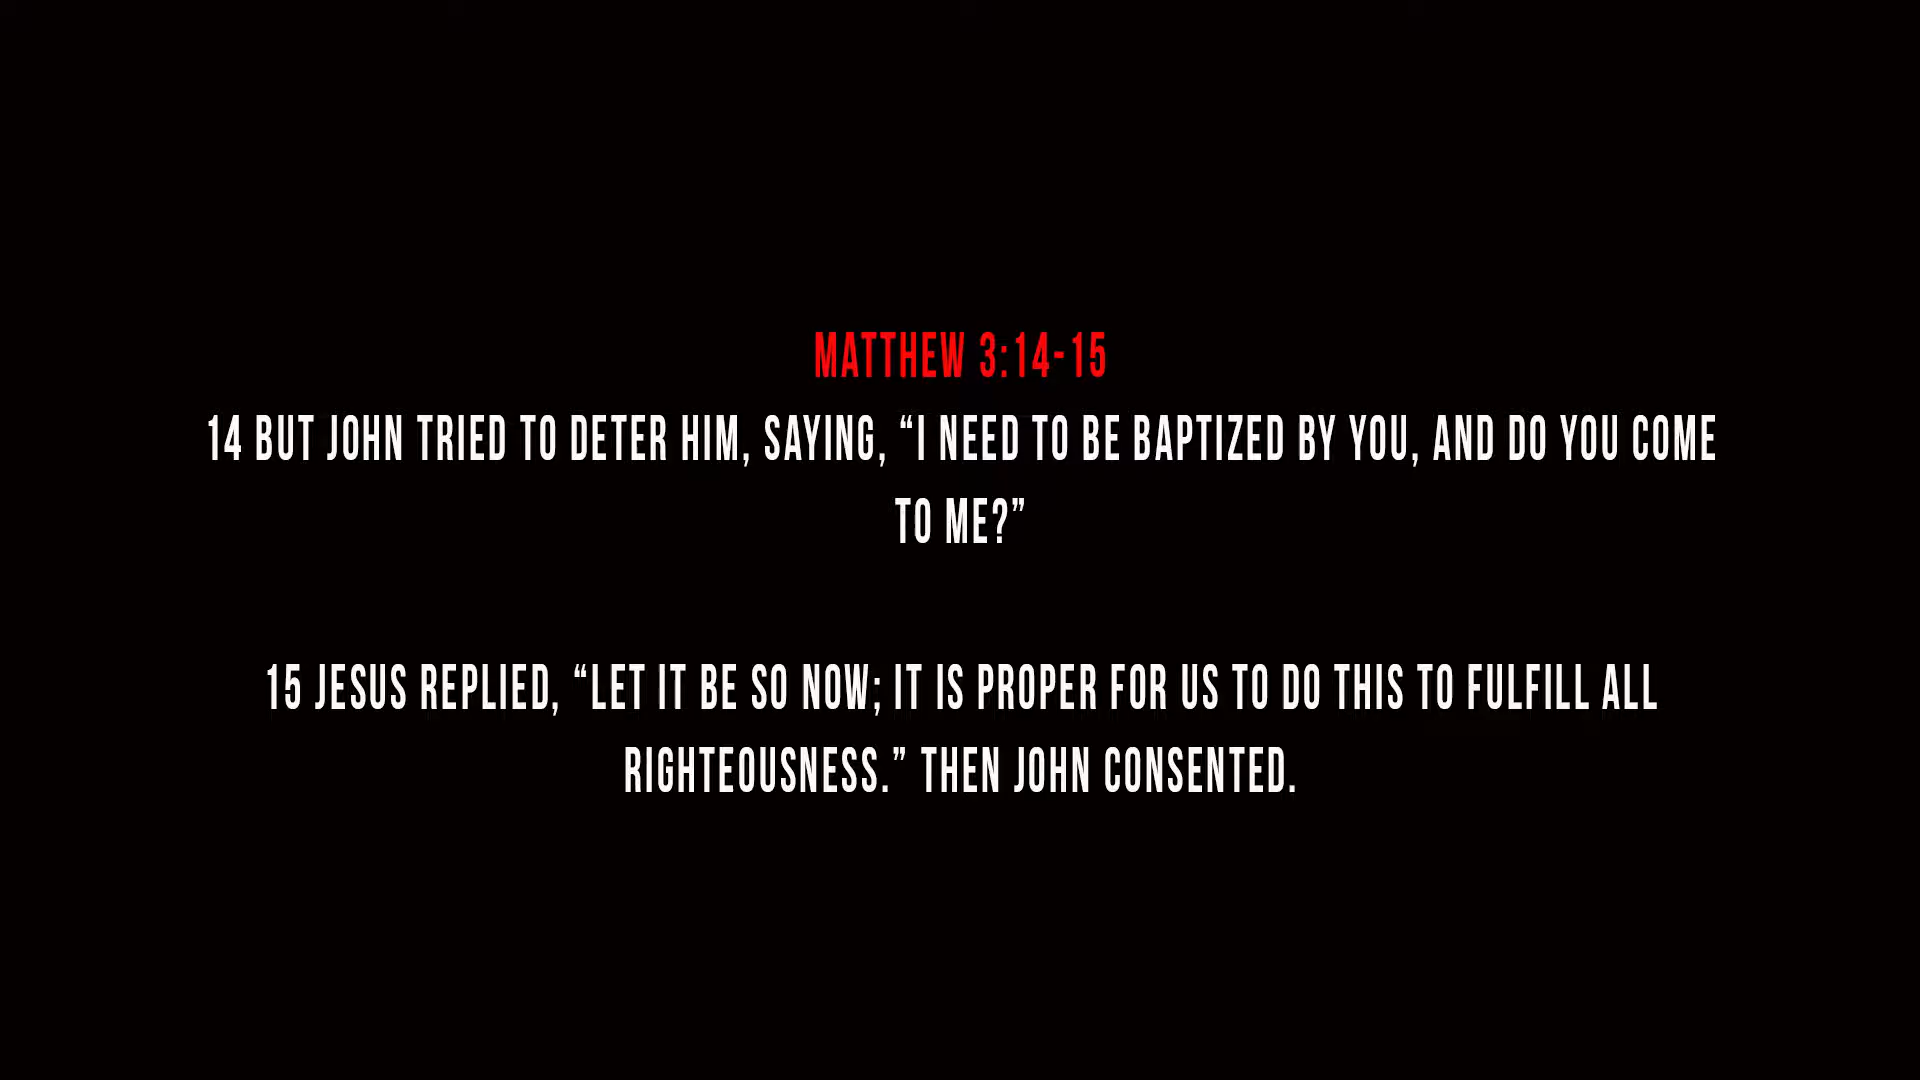 MATTHEW 3:14-15
14 BUT JOHN TRIED TO DETER HIM, SAYING, “I NEED TO BE BAPTIZED BY YOU, AND DO YOU COME
TO ME?”
15 JESUS REPLIED, “LET IT BE SO NOW; IT IS PROPER FOR US TO DO THIS TO FULFILL ALL
RIGHTEOUSNESS.” THEN JOHN CONSENTED.